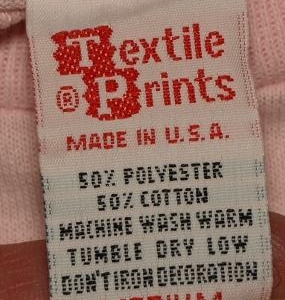 Textile
® Prints
MADE IN U.S.A.
50% POLYESTER
50% COTTON
MACHINE WASH WARM
TUMBLE DRY LOW
DON'T IRON DECORATION